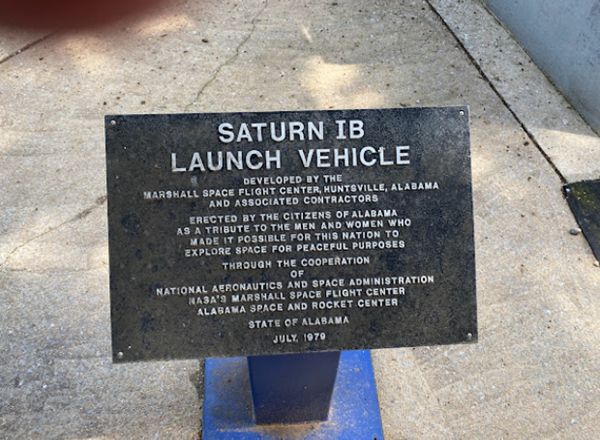 SATURN IB
LAUNCH VEHICLE
DEVELOPED BY THE
MARSHALL SPACE FLIGHT CENTER, HUNTSVILLE, ALABAMA
AND ASSOCIATED CONTRACTORS
ERECTED BY THE CITIZENS OF ALABAMA
AS A TRIBUTE TO THE MEN AND WOMEN WHO
MADE IT POSSIBLE FOR THIS NATION TO
EXPLORE SPACE FOR PEACEFUL PURPOSES
THROUGH THE COOPERATION
OF
NATIONAL AERONAUTICS AND SPACE ADMINISTRATION
NASA'S MARSHALL SPACE FLIGHT CENTER
ALABAMA SPACE AND ROCKET CENTER
STATE OF ALABAMA
JULY, 1979